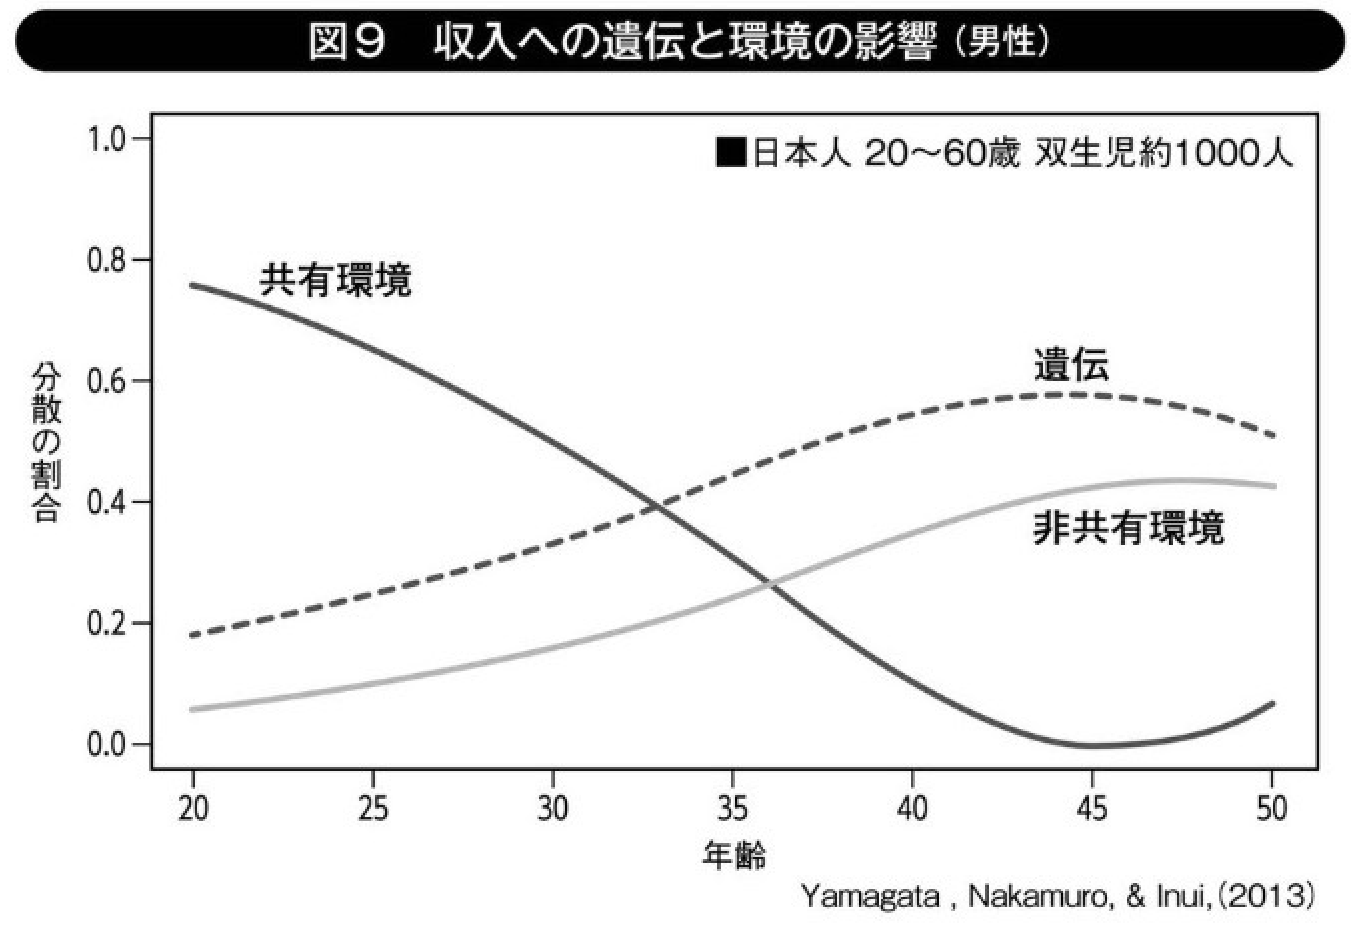 図9 収入への遺伝と環境の影響（男性）
■日本人 20〜60歳 双生児約1000人
1.0
0.8
0.6
0.4
0.2
0.0
分散の割合
共有環境
遺伝
非共有環境
20 25 30 35 40 45 50
年齢
Yamagata , Nakamuro, & Inui,(2013)